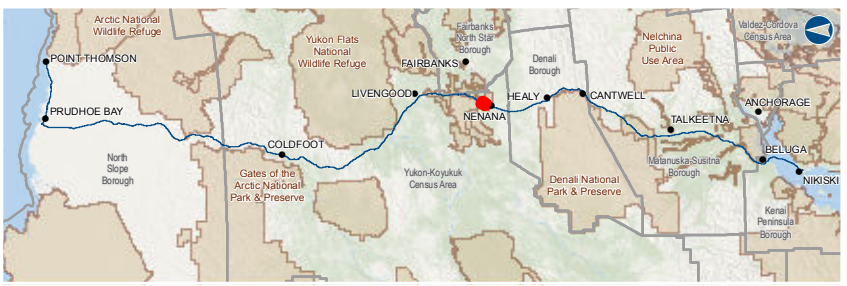 Arctic National
Wildlife Refuge
POINT THOMSON
PRUDHOE BAY
North
Slope
Borough
COLDFOOT
Gates of the
Arctic National
Park & Preserve
Yukon Flats
National
Wildlife Refuge
LIVENGOOD
FAIRBANKS
Fairbanks
North Star
Borough
NENANA
Yukon-Koyukuk
Census Area
Denali
Borough
HEALY
CANTWELL
Denali National
Park & Preserve
Nelchina
Public
Use Area
TALKEETNA
Matanuska-Susitna
Borough
Valdez-Cordova
Census Area
ANCHORAGE
BELUGA
NIKISKI
Kenai
Peninsula
Borough